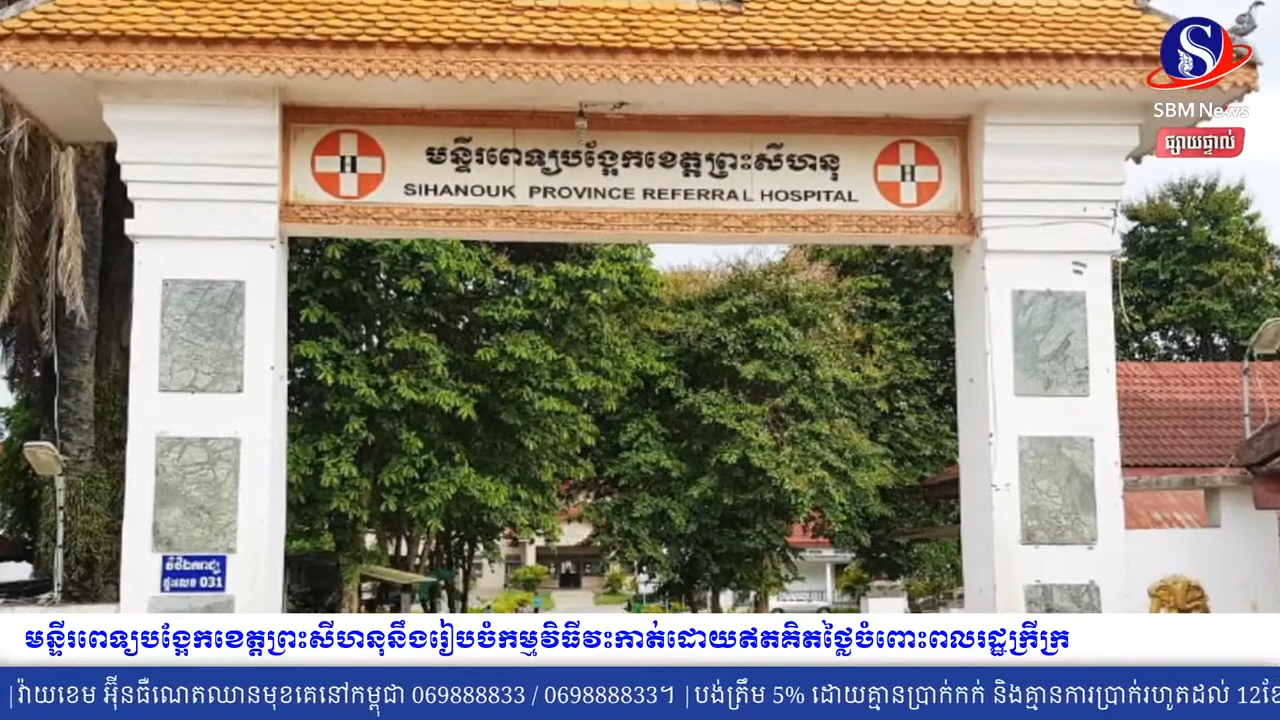 SBM News
ផ្សាយផ្ទាល់
មន្ទីរពេទ្យបង្អែកខេត្តព្រះសីហនុ
H
H
SIHANOUK PROVINCE REFERRAL HOSPITAL
ផ្ទះលេខ 031
មន្ទីរពេទ្យបង្អែកខេត្តព្រះសីហនុនឹងរៀបចំកម្មវិធីវះកាត់ដោយឥតគិតថ្លៃចំពោះពលរដ្ឋក្រីក្រ
|វ៉ាយខេម អ៊ីនធឺណេតឈានមុខគេនៅកម្ពុជា 069888833 / 069888833។ |បង់ត្រឹម 5% ដោយគ្មានប្រាក់កក់ និងគ្មានការប្រាក់រហូតដល់ 12ខែ